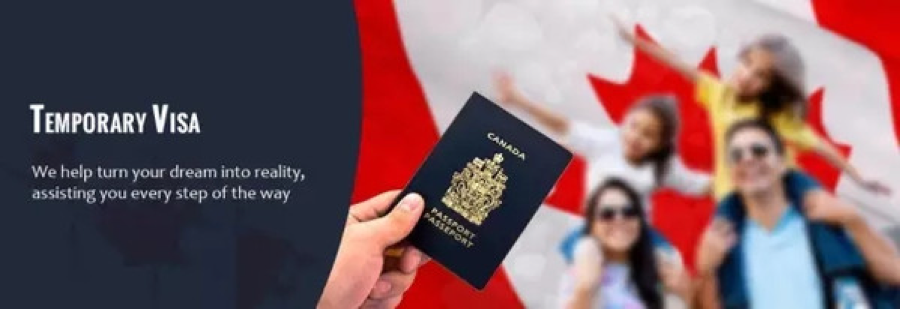 TEMPORARY VISA
We help turn your dream into reality,
assisting you every step of the way
CANADA
PASSPORT
PASSEPORT